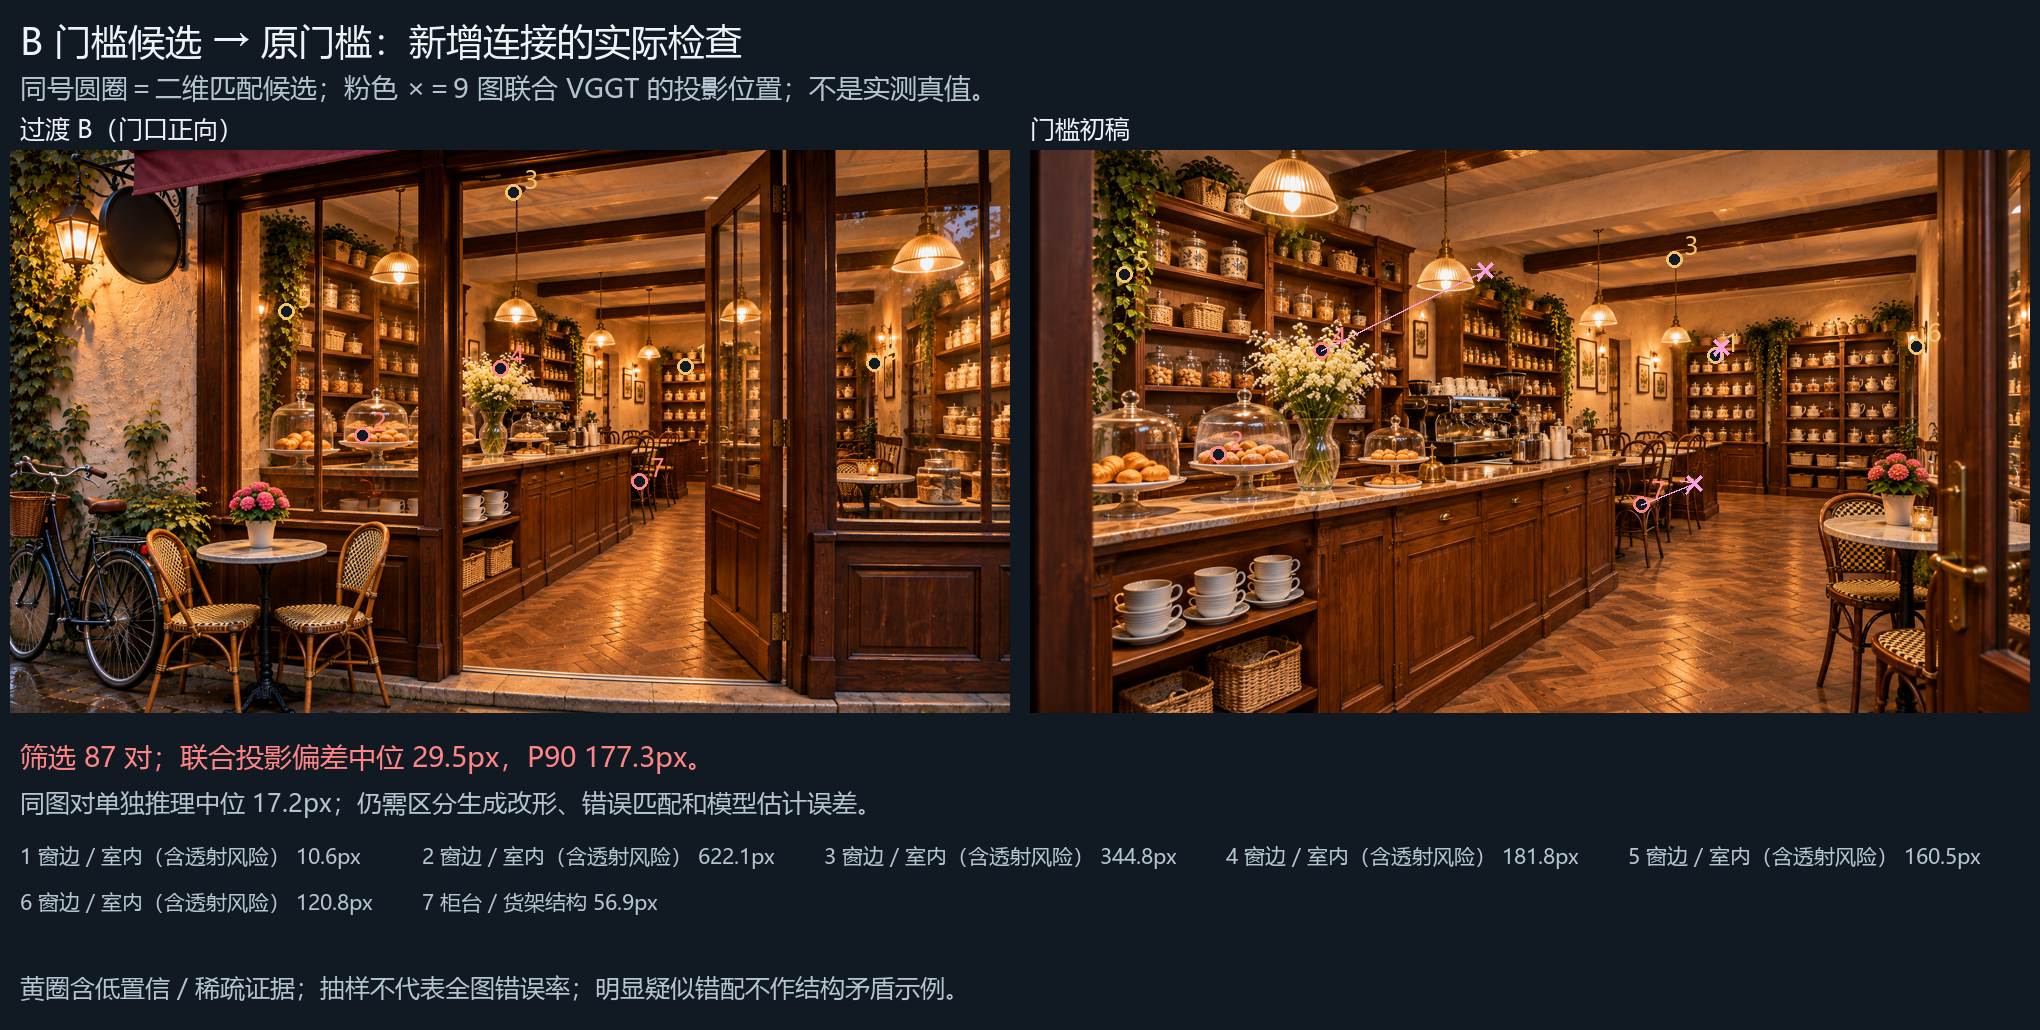 B 门槛候选 → 原门槛：新增连接的实际检查
同号圆圈 = 二维匹配候选；粉色 × = 9 图联合 VGGT 的投影位置；不是实测真值。
过渡 B（门口正向）
门槛初稿
3
4
2
7
5
3
6
4
2
7
筛选 87 对；联合投影偏差中位 29.5px，P90 177.3px。
同图对单独推理中位 17.2px；仍需区分生成改形、错误匹配和模型估计误差。
1 窗边 / 室内（含透射风险） 10.6px
2 窗边 / 室内（含透射风险） 622.1px
3 窗边 / 室内（含透射风险） 344.8px
4 窗边 / 室内（含透射风险） 181.8px
5 窗边 / 室内（含透射风险） 160.5px
6 窗边 / 室内（含透射风险） 120.8px
7 柜台 / 货架结构 56.9px
黄圈含低置信 / 稀疏证据；抽样不代表全图错误率；明显疑似错配不作结构矛盾示例。